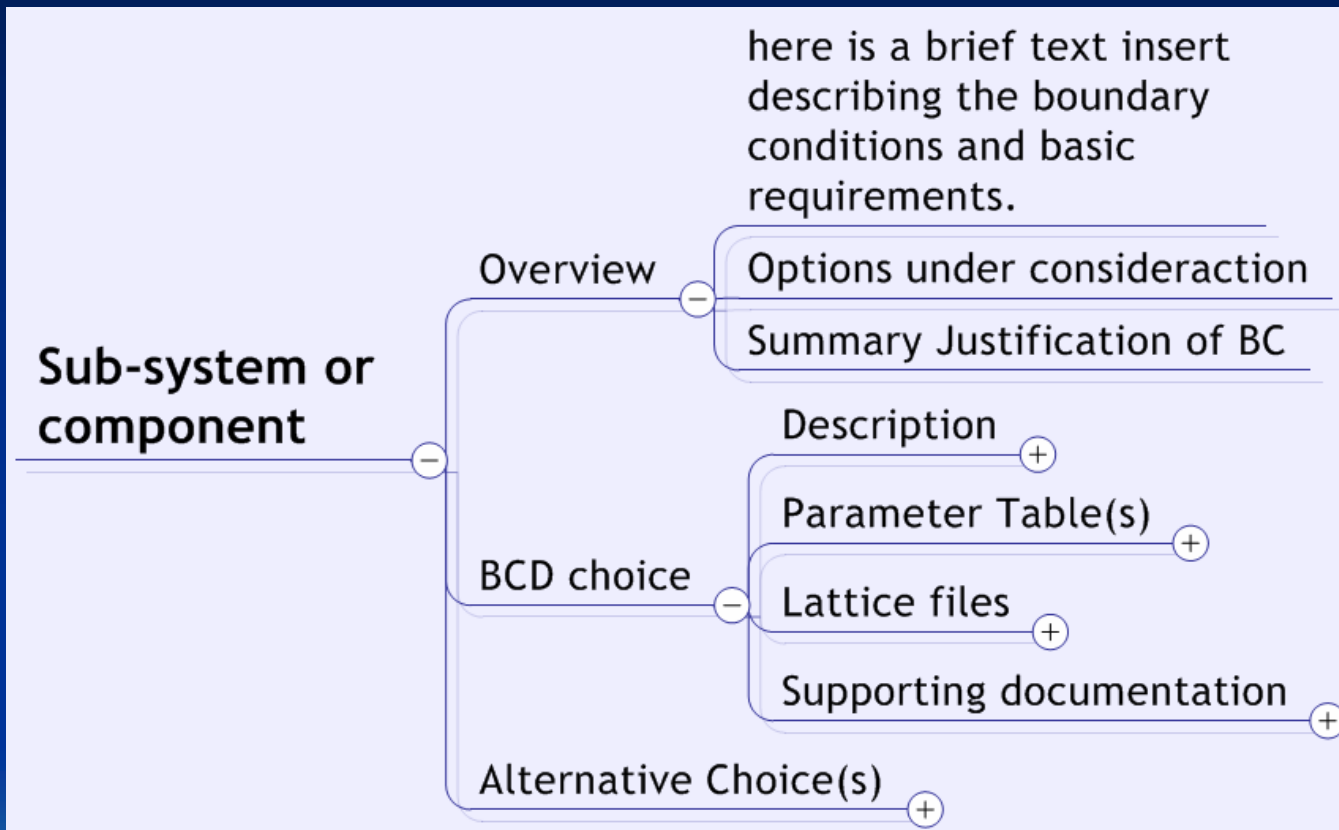 here is a brief text insert
describing the boundary
conditions and basic
requirements.
Overview
Options under consideraction
Summary Justification of BC
Sub-system or
component
Description
Parameter Table(s)
BCD choice
Lattice files
Supporting documentation
Alternative Choice(s)